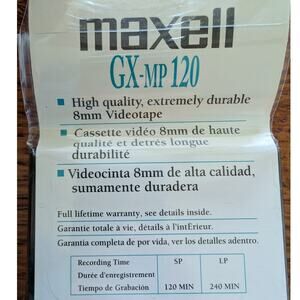 maxell
GX-MP 120
■ High quality, extremely durable
8mm Videotape
■ Cassette vidéo 8mm de haute
qualité et detrès longue
durabilité
■ Videocinta 8mm de alta calidad,
sumamente duradera
Full lifetime warranty, see details inside.
Garantie totale à vie, détails à l'intErieur.
Garantía completa de por vida, ver los detalles adentro.
Recording Time SP LP
Durée d'enregistrement
Tiempo de Grabación 120 MIN 240 MIN